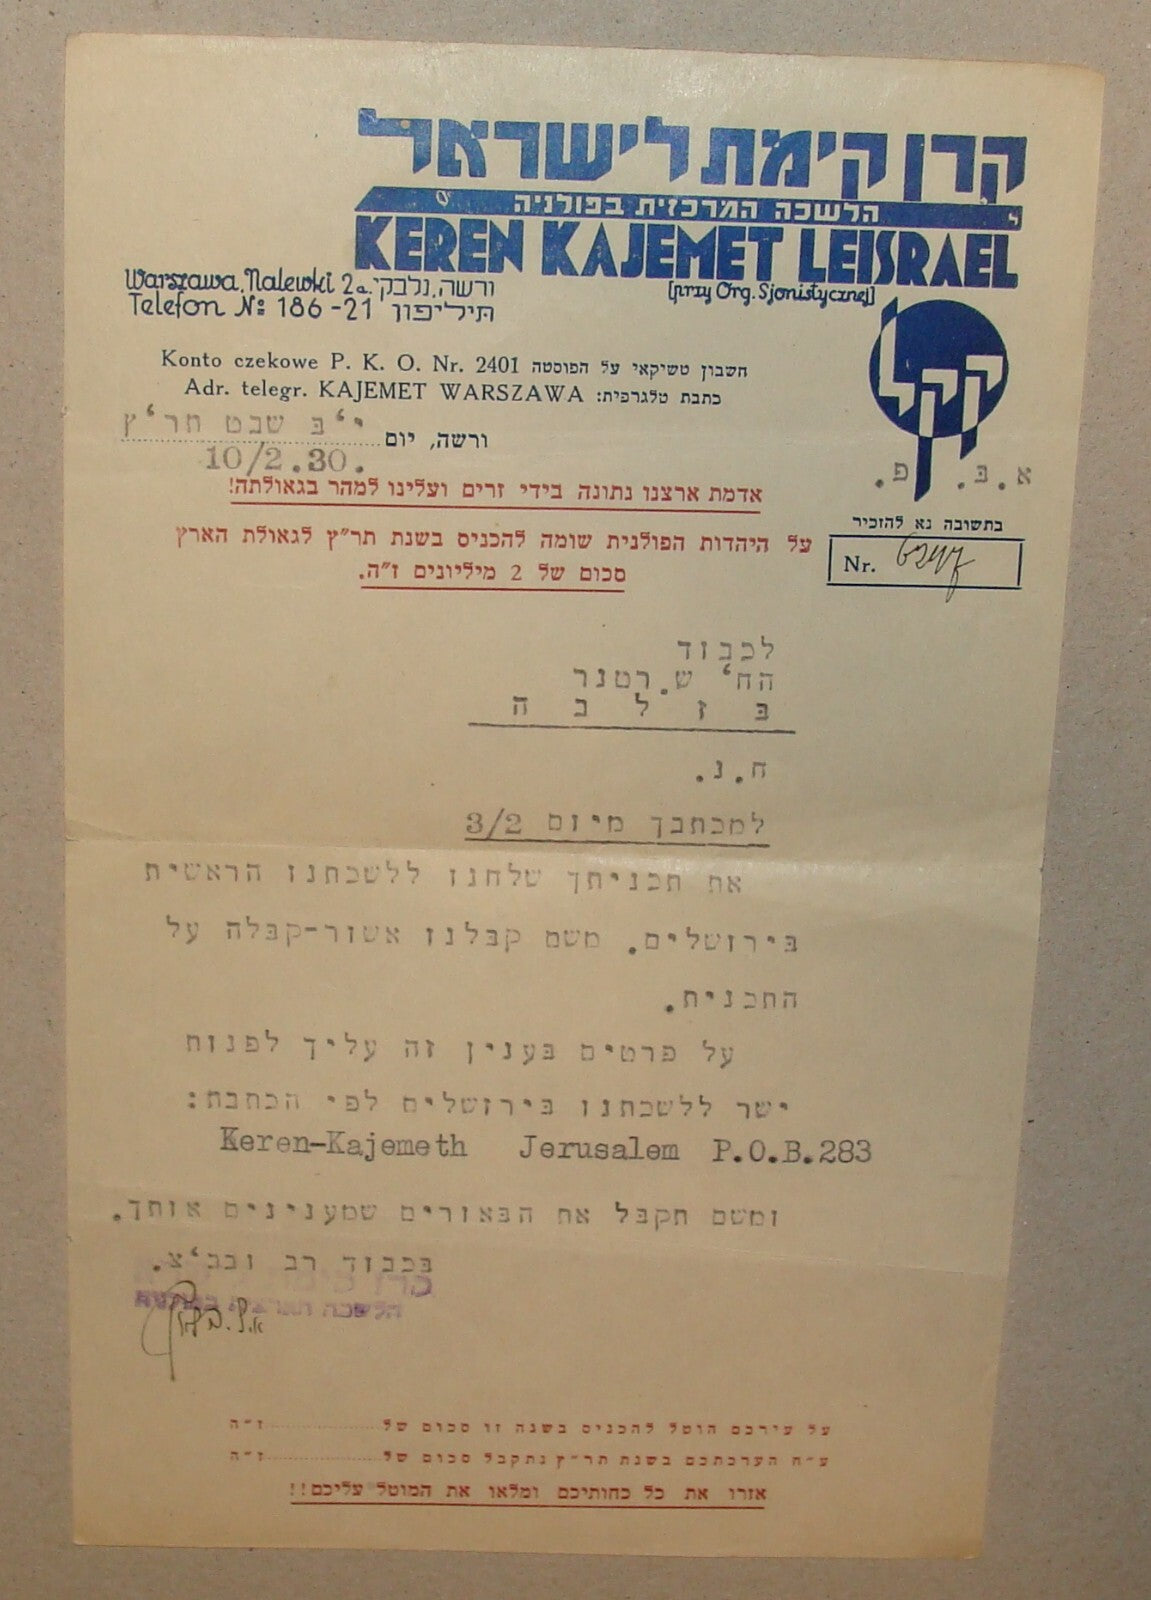 קרן קימת לישראל
הלשכה המרכזית בפולניה
KEREN KAJEMET LEISRAEL
(przy Org. Sjonistycznej)
Warszawa, Nalewki 2a. ורשה, נלבקי
Telefon № 186-21 תיליפון
קקל
Konto czekowe P. K. O. Nr. 2401 חשבון טשיקאי על הפוסטה
Adr. telegr. KAJEMET WARSZAWA כתבת טלגרפית:
ורשה, יום י'ב שבט תר'ץ
10/2.30.
א.ב.פ.
אדמת ארצנו נתונה בידי זרים ועלינו למהר בגאולתה!
בתשובה נא להזכיר
Nr.
על היהדות הפולנית שומה להכניס בשנת תר"ץ לגאולת הארץ
סכום של 2 מיליונים ז"ה.
לכבוד
הח' ש.רטנר
בזלבה
ח.נ.
למכתבך מיום 3/2
את תכניתך שלחנו ללשכתנו הראשית
בירושלים. משם קבלנו אשור-קבלה על
התכנית.
על פרטים בענין זה עליך לפנות
ישר ללשכתנו בירושלים לפי הכתבת:
Keren-Kajemeth Jerusalem P.O.B.283
ומשם תקבל את הבאורים שמענינים אותך.
בכבוד רב ובב'צ.
על עירכם הוטל להכניס בשנה זו סכום של ז"ה
ע"ח הערכתכם בשנת תר"ץ נתקבל סכום של ז"ה
אזרו את כל כחותיכם ומלאו את המוטל עליכם!!